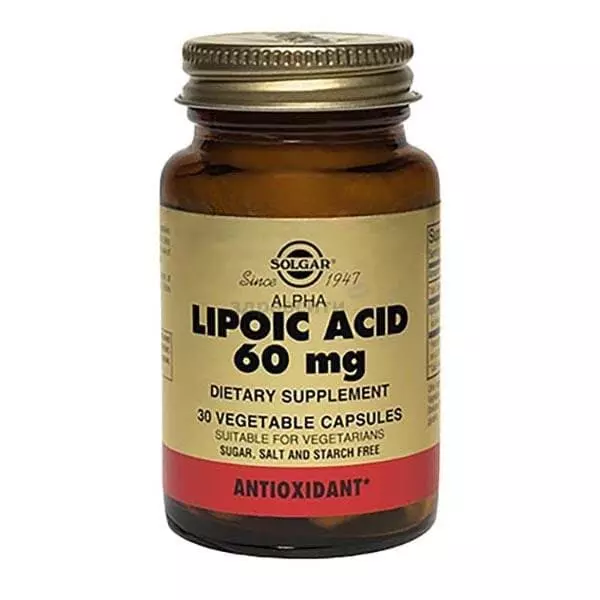 SOLGAR®
Since 1947
ALPHA
LIPOIC ACID
60 mg
DIETARY SUPPLEMENT
30 VEGETABLE CAPSULES
SUITABLE FOR VEGETARIANS
SUGAR, SALT AND STARCH FREE
ANTIOXIDANT*